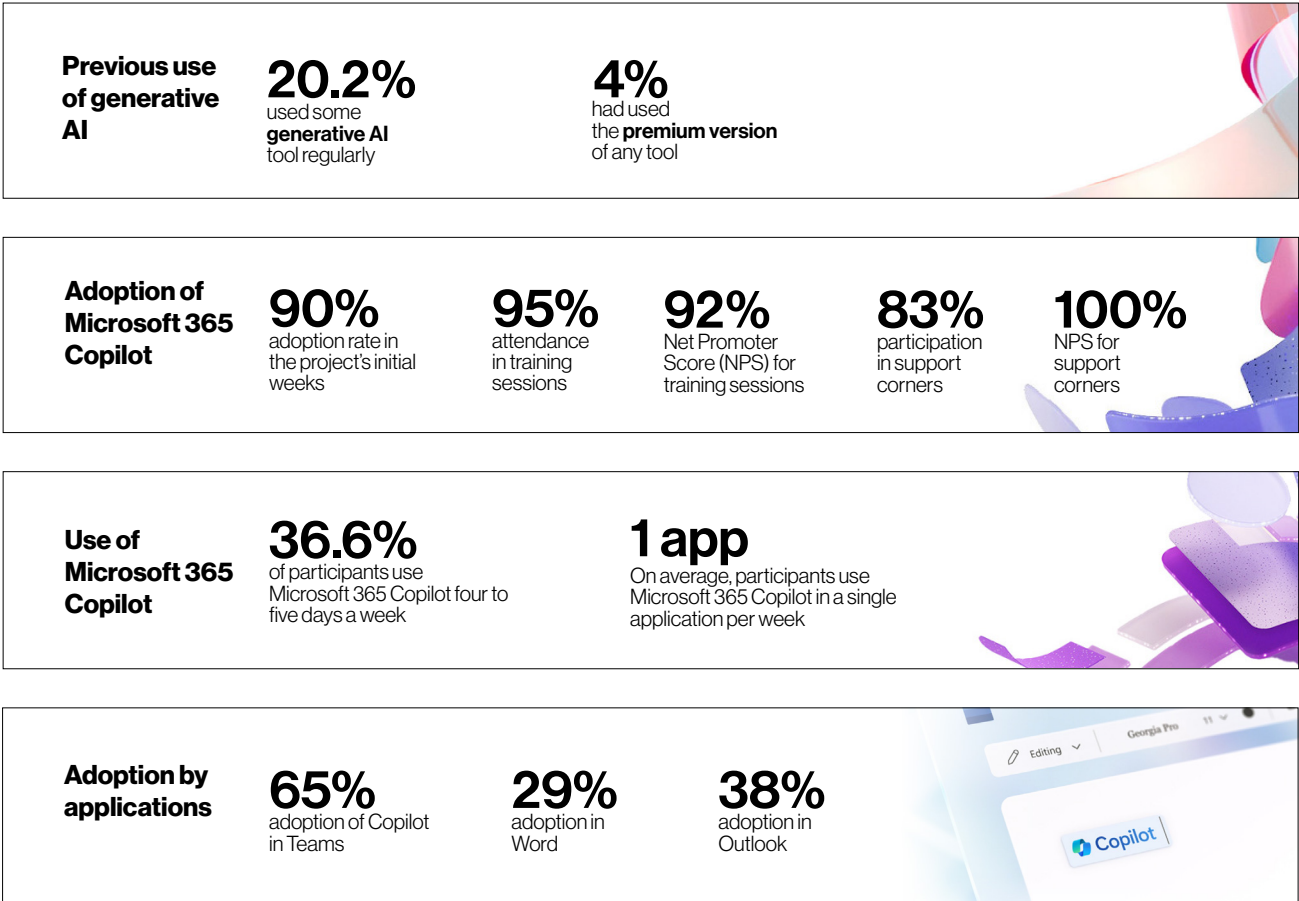 Previous use
of generative
AI
20.2%
used some
generative AI
tool regularly
4%
had used
the premium version
of any tool
Adoption of
Microsoft 365
Copilot
90%
adoption rate in
the project's initial
weeks
95%
attendance
in training
sessions
92%
Net Promoter
Score (NPS) for
training sessions
83%
participation
in support
corners
100%
NPS for
support
corners
Use of
Microsoft 365
Copilot
36.6%
of participants use
Microsoft 365 Copilot four to
five days a week
1 app
On average, participants use
Microsoft 365 Copilot in a single
application per week
Adoption by
applications
65%
adoption of Copilot
in Teams
29%
adoption in
Word
38%
adoption in
Outlook
Editing
Georgia Pro
11
Copilot